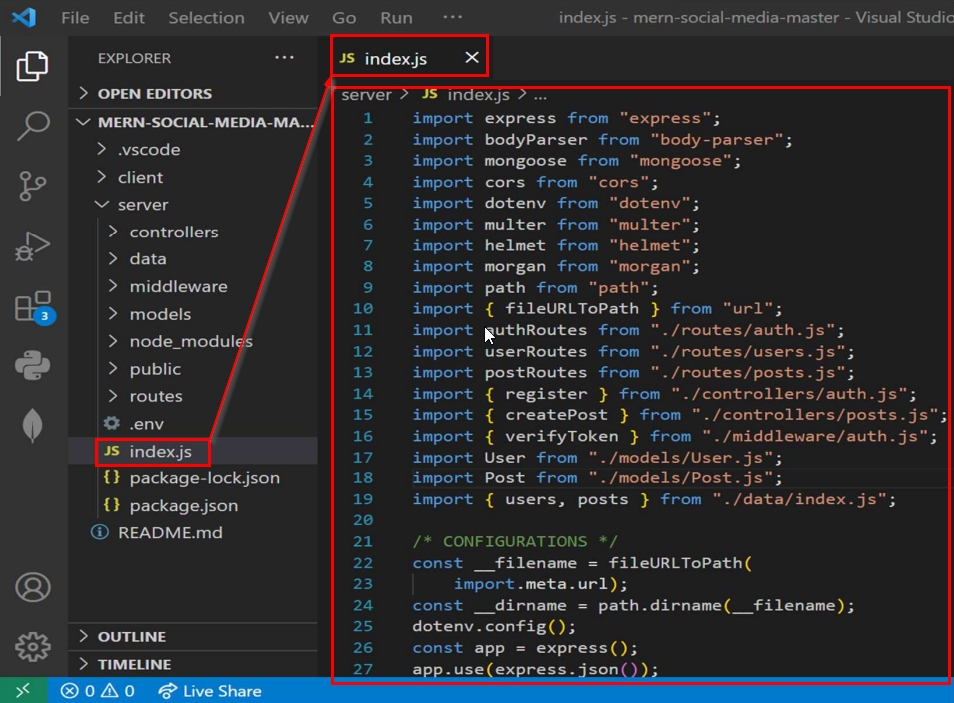 File Edit Selection View Go Run ··· index.js - mern-social-media-master - Visual Studio
EXPLORER ···
OPEN EDITORS
MERN-SOCIAL-MEDIA-MA...
.vscode
client
server
controllers
data
middleware
models
node_modules
public
routes
.env
JS index.js
{} package-lock.json
{} package.json
README.md
OUTLINE
TIMELINE
3
JS index.js
server > JS index.js > ...
1 import express from "express";
2 import bodyParser from "body-parser";
3 import mongoose from "mongoose";
4 import cors from "cors";
5 import dotenv from "dotenv";
6 import multer from "multer";
7 import helmet from "helmet";
8 import morgan from "morgan";
9 import path from "path";
10 import { fileURLToPath } from "url";
11 import authRoutes from "./routes/auth.js";
12 import userRoutes from "./routes/users.js";
13 import postRoutes from "./routes/posts.js";
14 import { register } from "./controllers/auth.js";
15 import { createPost } from "./controllers/posts.js";
16 import { verifyToken } from "./middleware/auth.js";
17 import User from "./models/User.js";
18 import Post from "./models/Post.js";
19 import { users, posts } from "./data/index.js";
20
21 /* CONFIGURATIONS */
22 const __filename = fileURLToPath(
23 import.meta.url);
24 const __dirname = path.dirname(__filename);
25 dotenv.config();
26 const app = express();
27 app.use(express.json());
0 0 Live Share